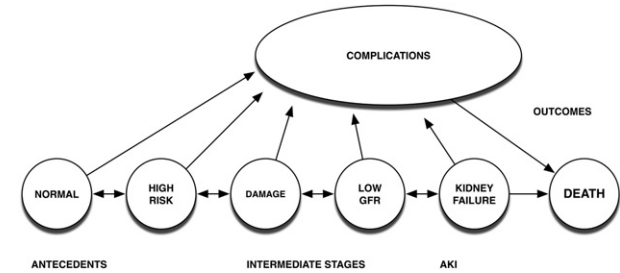 COMPLICATIONS
OUTCOMES
NORMAL
HIGH
RISK
DAMAGE
LOW
GFR
KIDNEY
FAILURE
DEATH
ANTECEDENTS
INTERMEDIATE STAGES
AKI